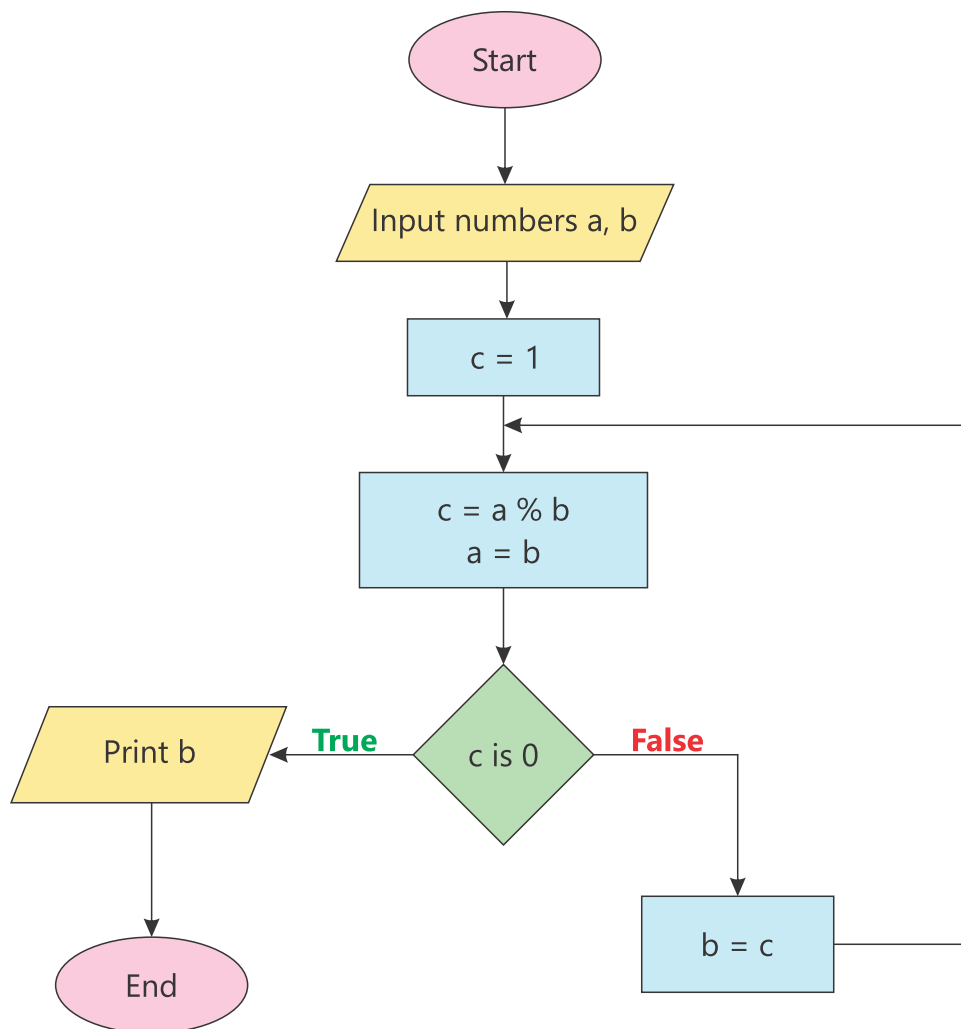 Start
Input numbers a, b
c = 1
c = a % b
a = b
c is 0
True
Print b
End
False
b = c